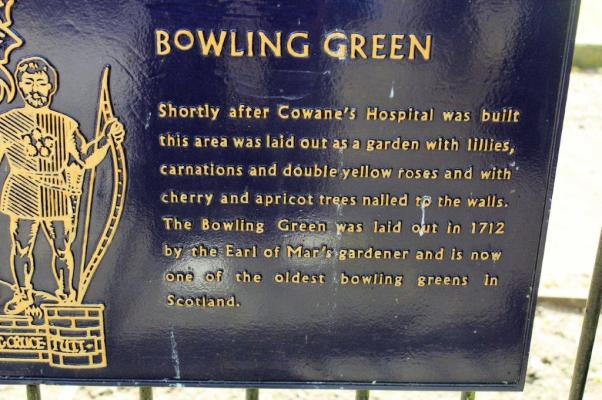 BOWLING GREEN
Shortly after Cowane's Hospital was built
this area was laid out as a garden with lillies,
carnations and double yellow roses and with
cherry and apricot trees nailed to the walls.
The Bowling Green was laid out in 1712
by the Earl of Mar's gardener and is now
one of the oldest bowling greens in
Scotland.